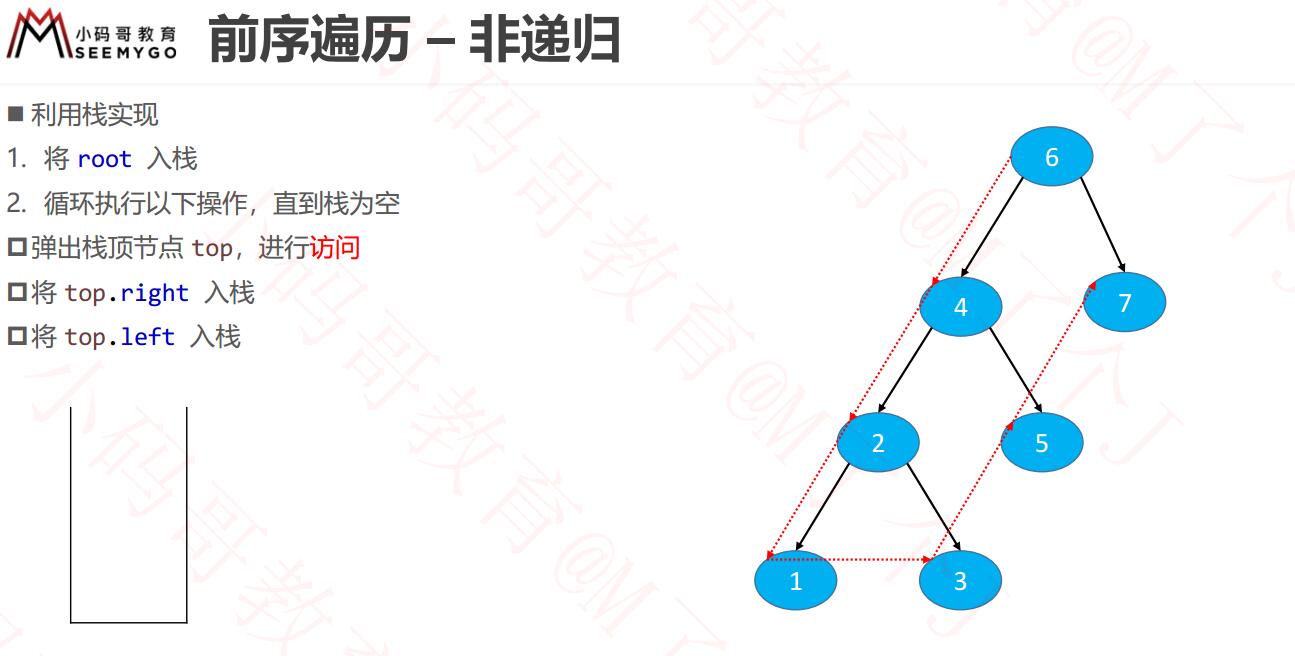 小码哥教育
SEEMYGO
前序遍历 – 非递归
■ 利用栈实现
1. 将 root 入栈
2. 循环执行以下操作，直到栈为空
弹出栈顶节点 top，进行访问
将 top.right 入栈
将 top.left 入栈
6
4
7
2
5
1
3
小码哥教育@M了个J